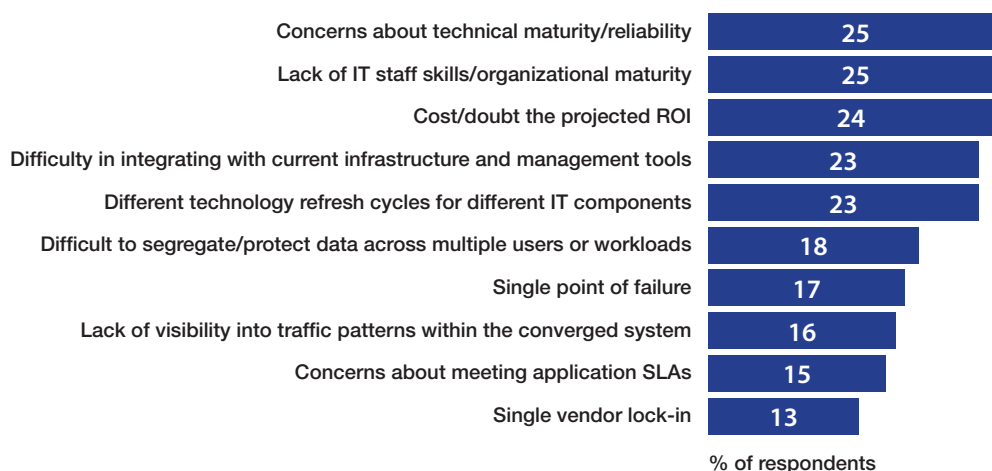 Concerns about technical maturity/reliability 25
Lack of IT staff skills/organizational maturity 25
Cost/doubt the projected ROI 24
Difficulty in integrating with current infrastructure and management tools 23
Different technology refresh cycles for different IT components 23
Difficult to segregate/protect data across multiple users or workloads 18
Single point of failure 17
Lack of visibility into traffic patterns within the converged system 16
Concerns about meeting application SLAs 15
Single vendor lock-in 13
% of respondents